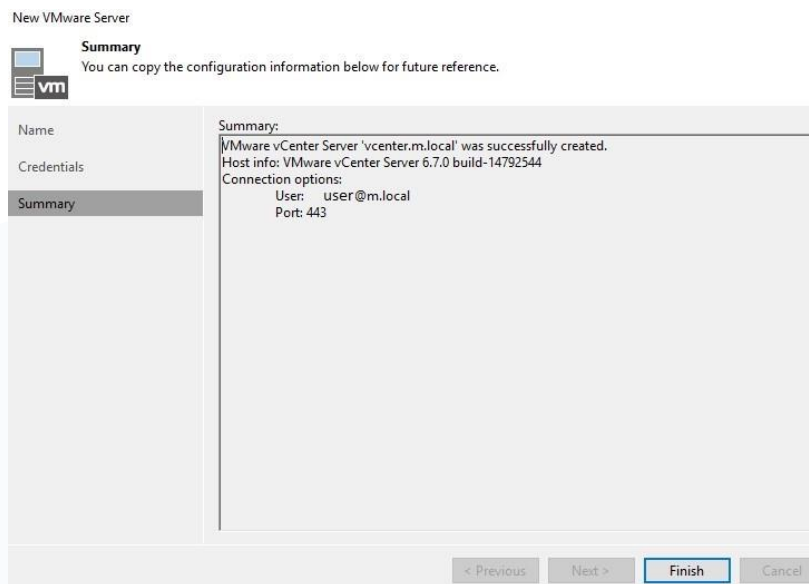 New VMware Server
Summary
You can copy the configuration information below for future reference.
vm
Name
Credentials
Summary
Summary:
VMware vCenter Server 'vcenter.m.local' was successfully created.
Host info: VMware vCenter Server 6.7.0 build-14792544
Connection options:
User: user@m.local
Port: 443
< Previous Next > Finish Cancel